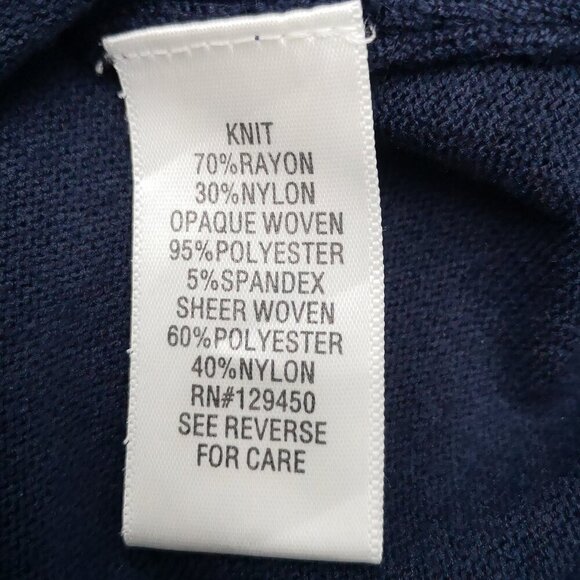 KNIT
70%RAYON
30%NYLON
OPAQUE WOVEN
95%POLYESTER
5%SPANDEX
SHEER WOVEN
60%POLYESTER
40%NYLON
RN#129450
SEE REVERSE
FOR CARE